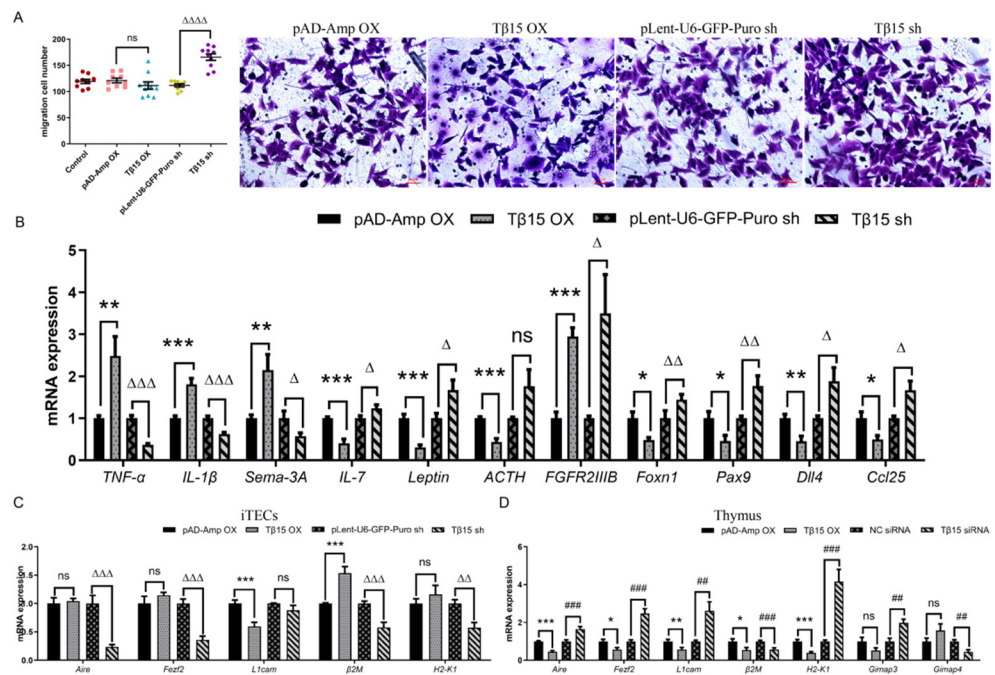 A
ΔΔΔΔ
ns
migration cell number
200
150
100
50
0
Control
pAD-Amp OX
Tβ15 OX
pLent-U6-GFP-Puro sh
Tβ15 sh
pAD-Amp OX
Tβ15 OX
pLent-U6-GFP-Puro sh
Tβ15 sh
B
pAD-Amp OX Tβ15 OX pLent-U6-GFP-Puro sh Tβ15 sh
mRNA expression
5
4
3
2
1
0
** ΔΔΔ *** ΔΔΔ ** Δ *** Δ *** Δ *** ns *** Δ * ΔΔ * ΔΔ ** Δ * Δ
TNF-α IL-1β Sema-3A IL-7 Leptin ACTH FGFR2IIIB Foxn1 Pax9 Dll4 Ccl25
C
iTECs
pAD-Amp OX Tβ15 OX pLent-U6-GFP-Puro sh Tβ15 sh
mRNA expression
2.0
1.5
1.0
0.5
0.0
ns ΔΔΔ ns ΔΔΔ *** ns *** ΔΔΔ ns ΔΔ
Aire Fezf2 L1cam β2M H2-K1
D
Thymus
pAD-Amp OX Tβ15 OX NC siRNA Tβ15 siRNA
mRNA expression
6
4
2
0
*** ### * ### ** ## * ### *** ### ns ## ns ##
Aire Fezf2 L1cam β2M H2-K1 Gimap3 Gimap4